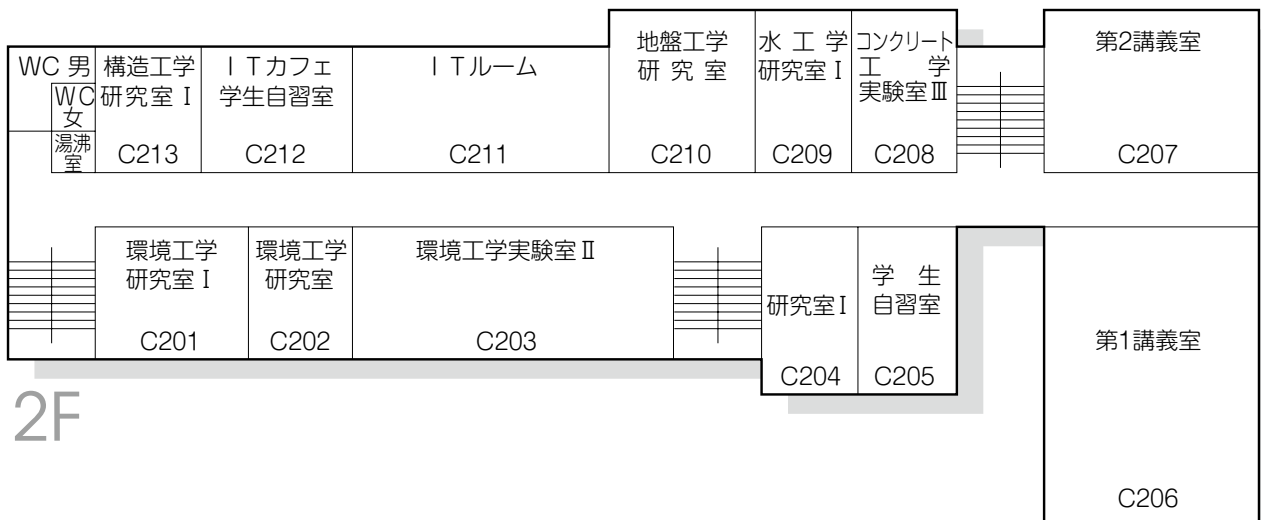 WC 男
WC
女
湯沸
室
構造工学
研究室 I
C213
ITカフェ
学生自習室
C212
ITルーム
C211
地盤工学
研 究 室
C210
水 工 学
研究室 I
C209
コンクリート
工 学
実験室Ⅲ
C208
第2講義室
C207
環境工学
研究室 I
C201
環境工学
研究室
C202
環境工学実験室Ⅱ
C203
研究室 I
C204
学 生
自習室
C205
第1講義室
C206
2F